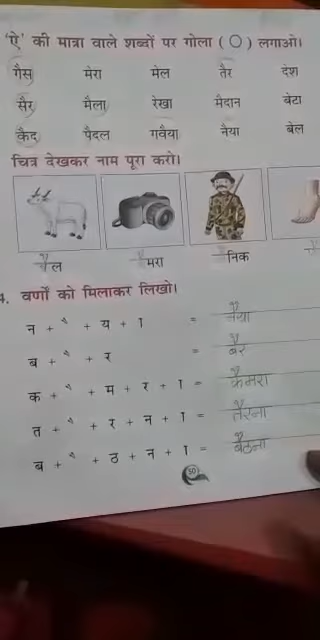 'ऐ' की मात्रा वाले शब्दों पर गोला (○) लगाओ।
गैस मेरा मेल तैर देश
सैर मैला रेखा मैदान बेटा
कैद पैदल गवैया नैया बेल
चित्र देखकर नाम पूरा करो।
बैल कैमरा सैनिक
4. वर्णों को मिलाकर लिखो।
न + ै + य + ा = नैया
ब + ै + र = बैर
क + ै + म + र + ा = कैमरा
त + ै + र + न + ा = तैरना
ब + ै + ठ + न + ा = बैठना
50